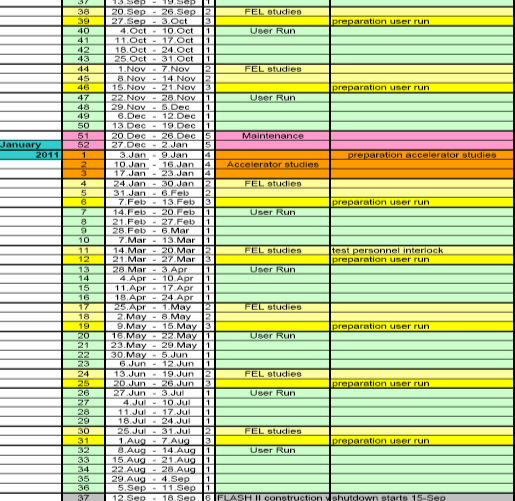 37 13.Sep - 19.Sep 1
38 20.Sep - 26.Sep 2 FEL studies
39 27.Sep - 3.Oct 3 preparation user run
40 4.Oct - 10.Oct 1 User Run
41 11.Oct - 17.Oct 1
42 18.Oct - 24.Oct 1
43 25.Oct - 31.Oct 1
44 1.Nov - 7.Nov 2 FEL studies
45 8.Nov - 14.Nov 2
46 15.Nov - 21.Nov 3 preparation user run
47 22.Nov - 28.Nov 1 User Run
48 29.Nov - 5.Dec 1
49 6.Dec - 12.Dec 1
50 13.Dec - 19.Dec 1
51 20.Dec - 26.Dec 5 Maintenance
January 52 27.Dec - 2.Jan 5
2011 1 3.Jan - 9.Jan 4 preparation accelerator studies
2 10.Jan - 16.Jan 4 Accelerator studies
3 17.Jan - 23.Jan 4
4 24.Jan - 30.Jan 2 FEL studies
5 31.Jan - 6.Feb 2
6 7.Feb - 13.Feb 3 preparation user run
7 14.Feb - 20.Feb 1 User Run
8 21.Feb - 27.Feb 1
9 28.Feb - 6.Mar 1
10 7.Mar - 13.Mar 1
11 14.Mar - 20.Mar 2 FEL studies test personnel interlock
12 21.Mar - 27.Mar 3 preparation user run
13 28.Mar - 3.Apr 1 User Run
14 4.Apr - 10.Apr 1
15 11.Apr - 17.Apr 1
16 18.Apr - 24.Apr 1
17 25.Apr - 1.May 2 FEL studies
18 2.May - 8.May 2
19 9.May - 15.May 3 preparation user run
20 16.May - 22.May 1 User Run
21 23.May - 29.May 1
22 30.May - 5.Jun 1
23 6.Jun - 12.Jun 1
24 13.Jun - 19.Jun 2 FEL studies
25 20.Jun - 26.Jun 3 preparation user run
26 27.Jun - 3.Jul 1 User Run
27 4.Jul - 10.Jul 1
28 11.Jul - 17.Jul 1
29 18.Jul - 24.Jul 1
30 25.Jul - 31.Jul 2 FEL studies
31 1.Aug - 7.Aug 3 preparation user run
32 8.Aug - 14.Aug 1 User Run
33 15.Aug - 21.Aug 1
34 22.Aug - 28.Aug 1
35 29.Aug - 4.Sep 1
36 5.Sep - 11.Sep 1
37 12.Sep - 18.Sep 6 FLASH II construction w shutdown starts 15-Sep